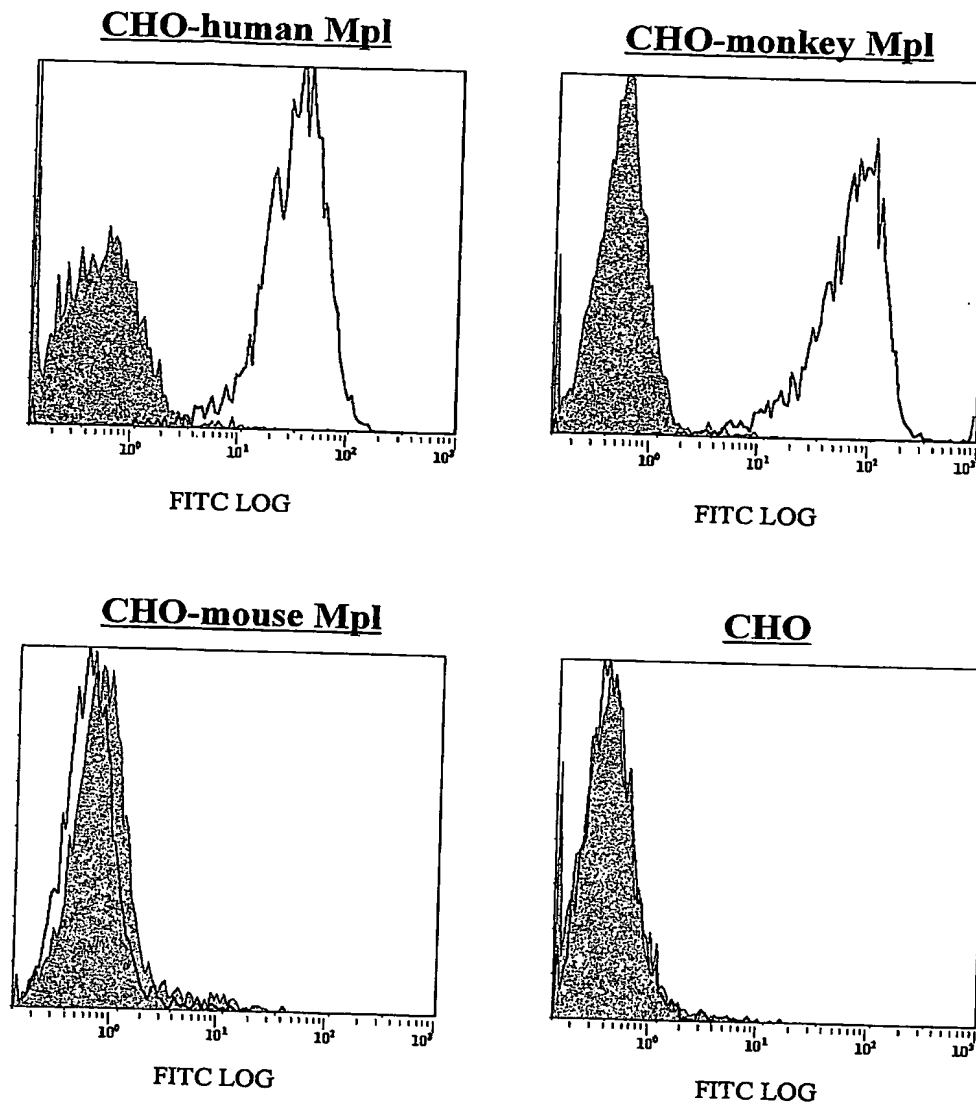 CHO-human Mpl
CHO-monkey Mpl
10⁰ 10¹ 10² 10³
FITC LOG
10⁰ 10¹ 10² 10³
FITC LOG
CHO-mouse Mpl
CHO
10⁰ 10¹ 10² 10³
FITC LOG
10⁰ 10¹ 10² 10³
FITC LOG